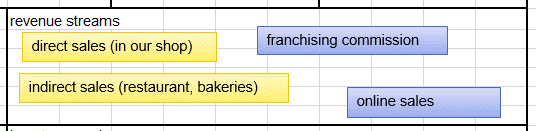 revenue streams
direct sales (in our shop)
franchising commission
indirect sales (restaurant, bakeries)
online sales